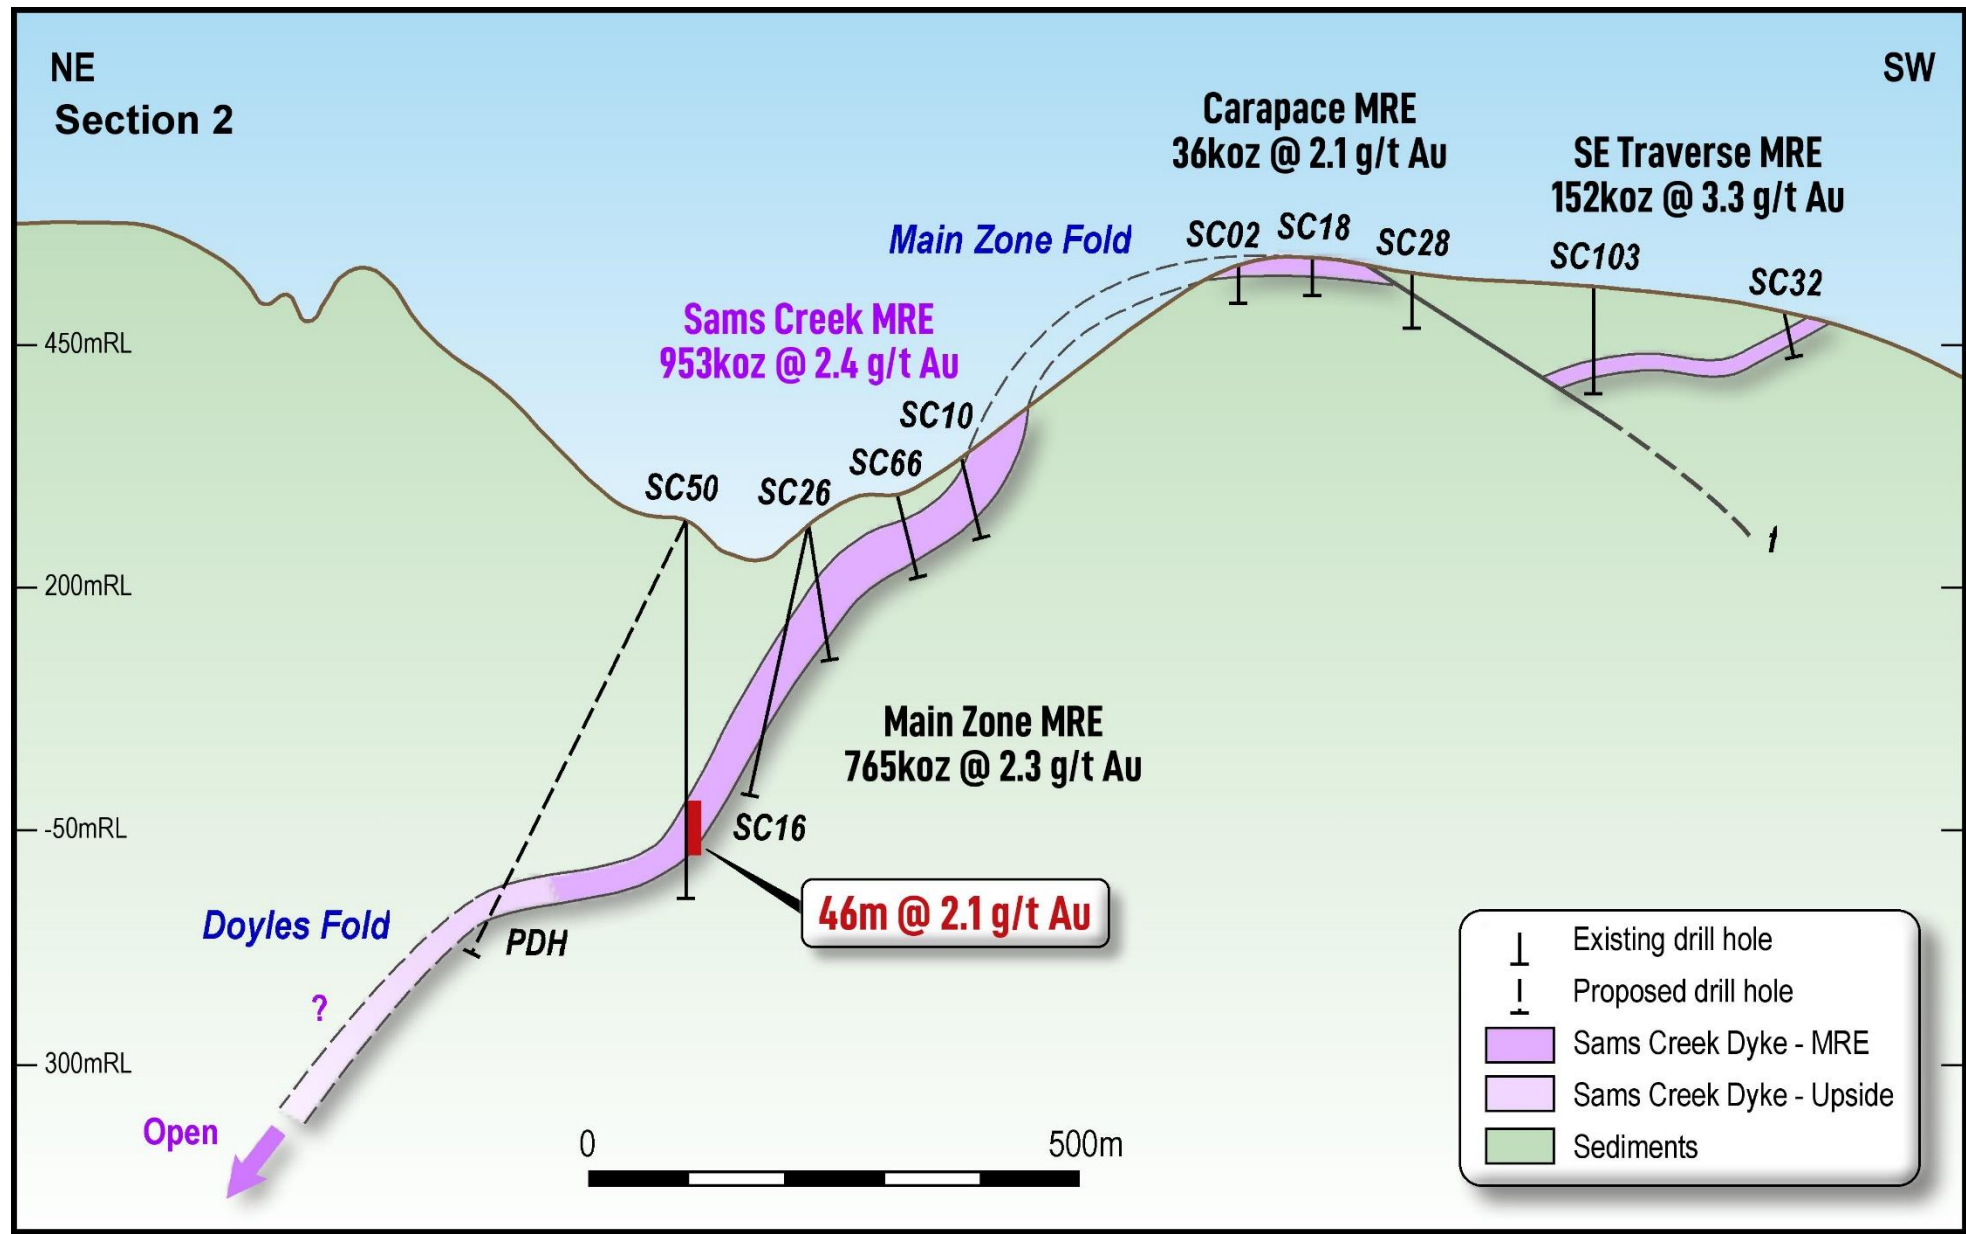 NE
SW
Section 2
Carapace MRE
36koz @ 2.1 g/t Au
SE Traverse MRE
152koz @ 3.3 g/t Au
Main Zone Fold
SC02
SC18
SC28
SC103
SC32
Sams Creek MRE
953koz @ 2.4 g/t Au
450mRL
SC10
SC66
SC50
SC26
f
200mRL
Main Zone MRE
765koz @ 2.3 g/t Au
-50mRL
SC16
46m @ 2.1 g/t Au
Doyles Fold
PDH
?
300mRL
Open
0
500m
Existing drill hole
Proposed drill hole
Sams Creek Dyke - MRE
Sams Creek Dyke - Upside
Sediments